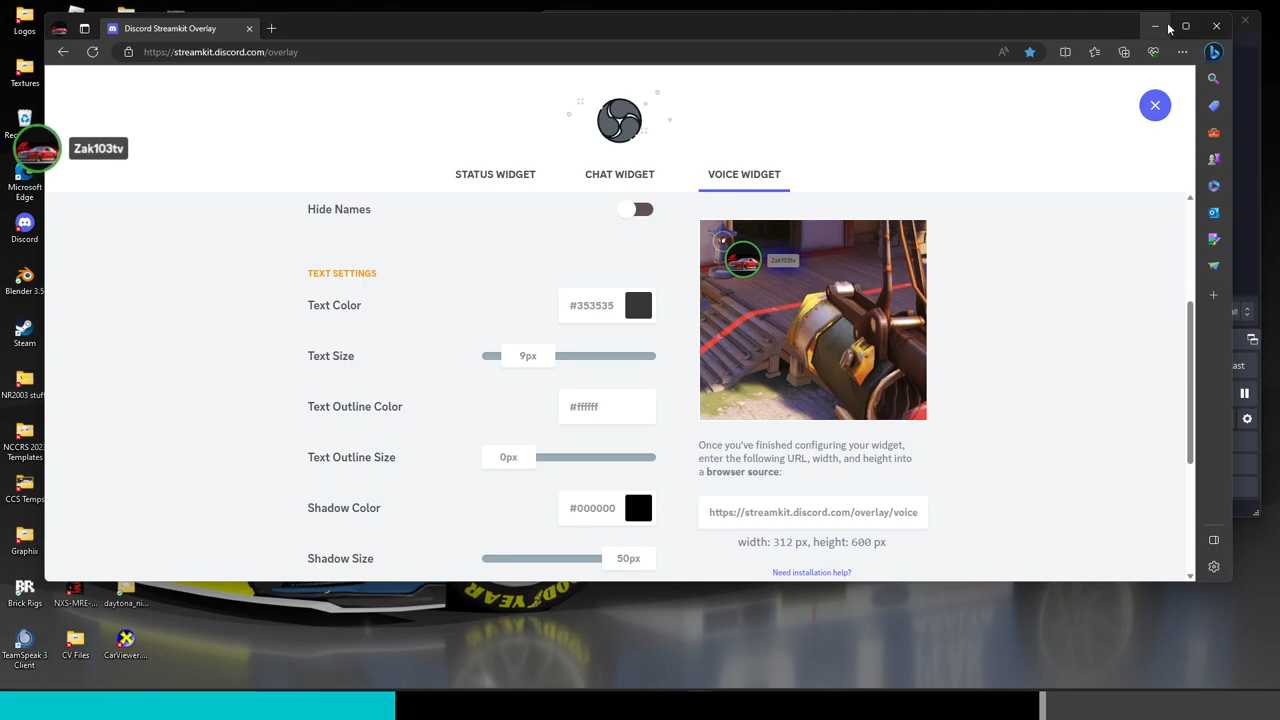 Logos
Textures
Microsoft
Edge
Discord
Blender 3.5
Steam
NR2003 stuff
NCCRS 202
CCS Temps
Graphic
Brick Rigs
NXS-MRE-...
daytona_ni...
TeamSpeak 3
Client
CV Files
CarViewer....
Zak103tv
Discord Streamkit Overlay
https://streamkit.discord.com/overlay
STATUS WIDGET
CHAT WIDGET
VOICE WIDGET
Hide Names
TEXT SETTINGS
Text Color
#353535
Text Size
9px
Text Outline Color
#ffffff
Text Outline Size
0px
Shadow Color
#000000
Shadow Size
50px
Zak103tv
Once you've finished configuring your widget,
enter the following URL, width, and height into
a browser source:
https://streamkit.discord.com/overlay/voice
width: 312 px, height: 600 px
Need installation help?
ast